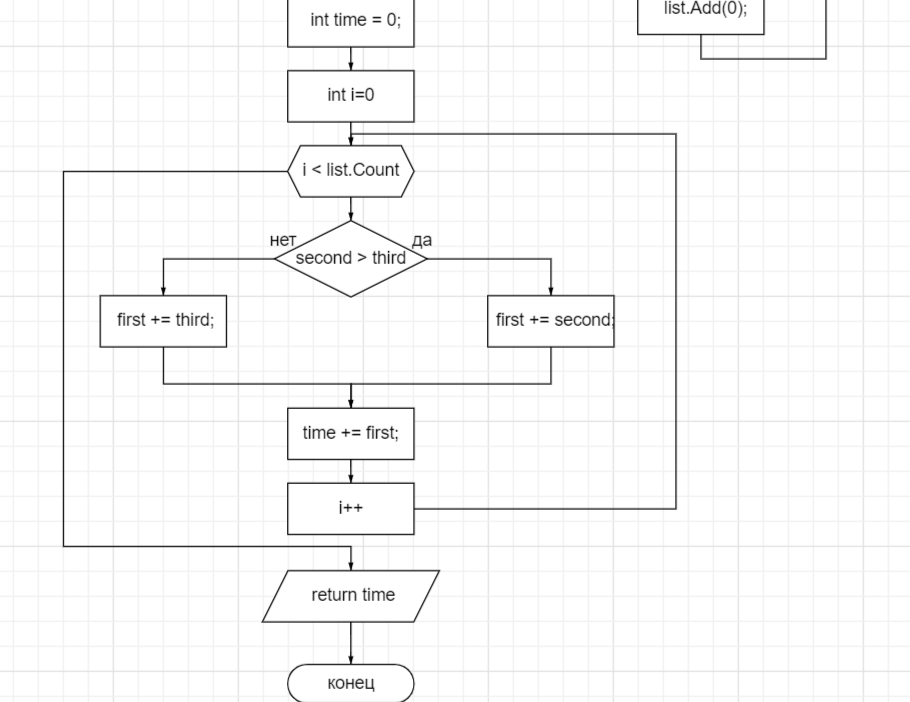 int time = 0;
list.Add(0);
int i=0
i < list.Count
нет
да
second > third
first += third;
first += second;
time += first;
i++
return time
конец